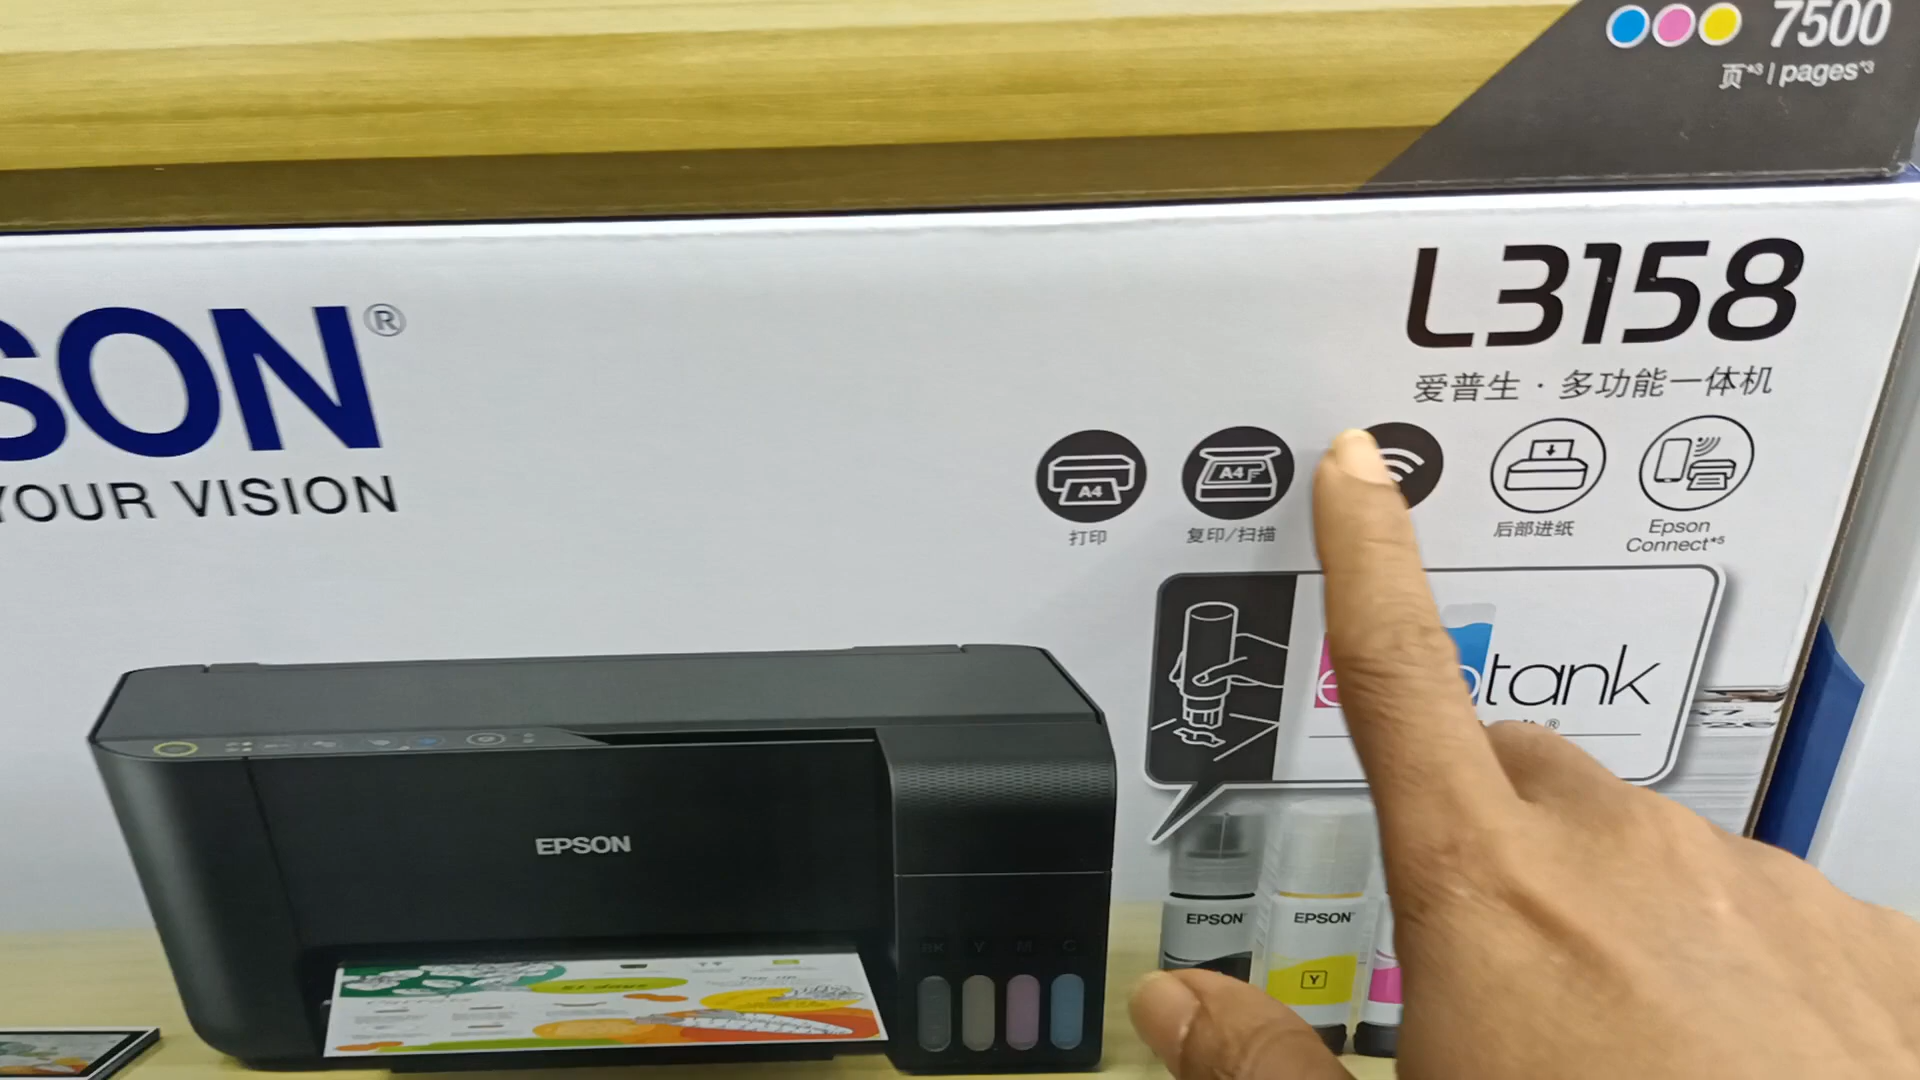 7500
页*3 | pages*3
SON®
YOUR VISION
L3158
爱普生·多功能一体机
A4
打印
A4
复印/扫描
后部进纸
Epson
Connect*5
tank
®
EPSON
BK Y M C
EPSON
EPSON
Y